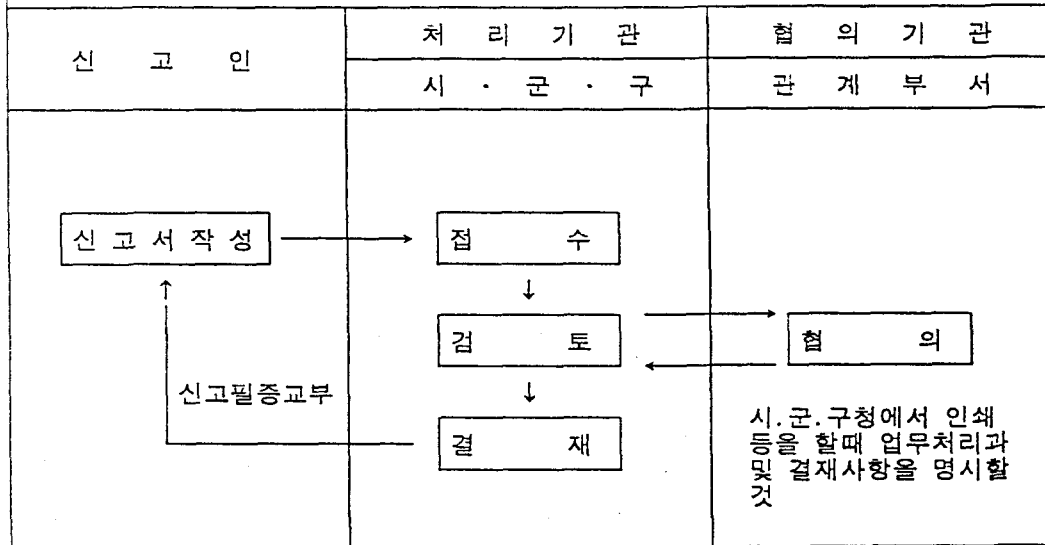 신 고 인
처 리 기 관
협 의 기 관
시 · 군 · 구
관 계 부 서
신 고 서 작 성
접 수
↓
검 토
협 의
↓
결 재
신고필증교부
시.군.구청에서 인쇄
등을 할때 업무처리과
및 결재사항을 명시할
것